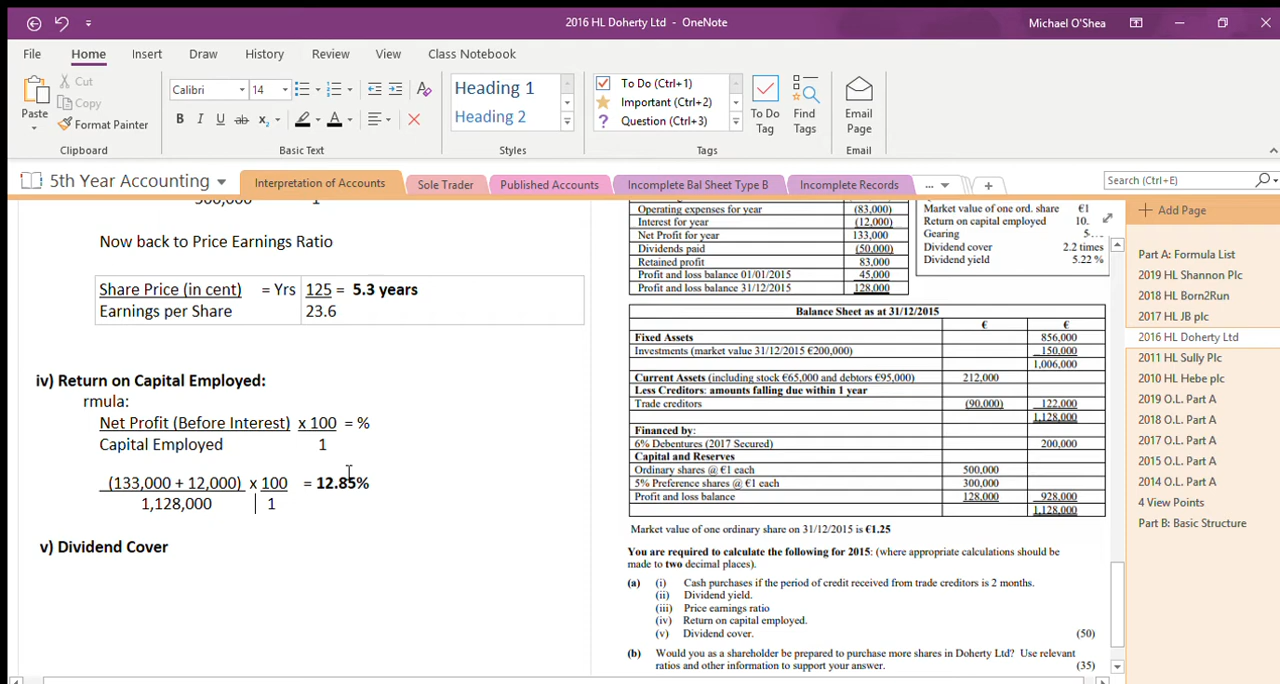 2016 HL Doherty Ltd - OneNote
Michael O'Shea
File Home Insert Draw History Review View Class Notebook
Paste
Cut
Copy
Format Painter
Clipboard
Calibri 14
B I U ab x₂ A
Basic Text
Heading 1
Heading 2
Styles
To Do (Ctrl+1)
Important (Ctrl+2)
Question (Ctrl+3)
To Do Tag
Find Tags
Tags
Email Page
Email
5th Year Accounting
Interpretation of Accounts
Sole Trader
Published Accounts
Incomplete Bal Sheet Type B
Incomplete Records
...
Search (Ctrl+E)
Now back to Price Earnings Ratio
Share Price (in cent) = Yrs 125 = 5.3 years
Earnings per Share 23.6
iv) Return on Capital Employed:
rmula:
Net Profit (Before Interest) x 100 = %
Capital Employed 1
(133,000 + 12,000) x 100 = 12.85%
1,128,000 1
v) Dividend Cover
Operating expenses for year (83,000)
Interest for year (12,000)
Net Profit for year 133,000
Dividends paid (50,000)
Retained profit 83,000
Profit and loss balance 01/01/2015 45,000
Profit and loss balance 31/12/2015 128,000
Market value of one ord. share €1
Return on capital employed 10.
Gearing 5
Dividend cover 2.2 times
Dividend yield 5.22 %
Balance Sheet as at 31/12/2015
€ €
Fixed Assets 856,000
Investments (market value 31/12/2015 €200,000) 150,000
1,006,000
Current Assets (including stock €65,000 and debtors €95,000) 212,000
Less Creditors: amounts falling due within 1 year
Trade creditors (90,000) 122,000
1,128,000
Financed by:
6% Debentures (2017 Secured) 200,000
Capital and Reserves
Ordinary shares @ €1 each 500,000
5% Preference shares @ €1 each 300,000
Profit and loss balance 128,000 928,000
1,128,000
Market value of one ordinary share on 31/12/2015 is €1.25
You are required to calculate the following for 2015: (where appropriate calculations should be
made to two decimal places).
(a) (i) Cash purchases if the period of credit received from trade creditors is 2 months.
(ii) Dividend yield.
(iii) Price earnings ratio
(iv) Return on capital employed.
(v) Dividend cover. (50)
(b) Would you as a shareholder be prepared to purchase more shares in Doherty Ltd? Use relevant
ratios and other information to support your answer. (35)
Add Page
Part A: Formula List
2019 HL Shannon Plc
2018 HL Born2Run
2017 HL JB plc
2016 HL Doherty Ltd
2011 HL Sully Plc
2010 HL Hebe plc
2019 O.L. Part A
2018 O.L. Part A
2017 O.L. Part A
2015 O.L. Part A
2014 O.L. Part A
4 View Points
Part B: Basic Structure